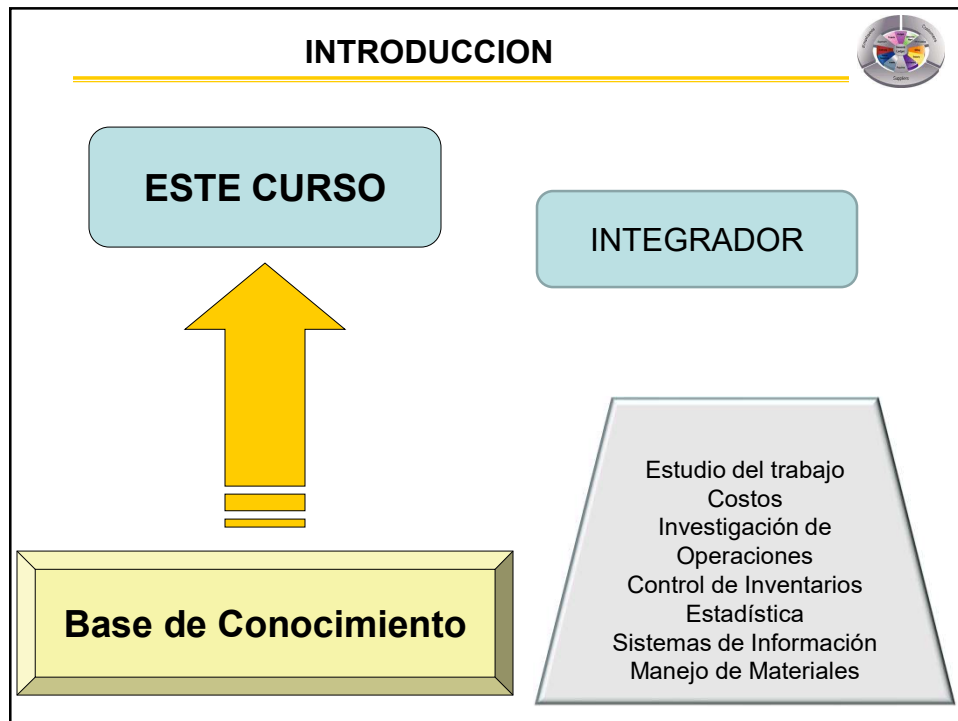 INTRODUCCION
ESTE CURSO
INTEGRADOR
Base de Conocimiento
Estudio del trabajo
Costos
Investigación de
Operaciones
Control de Inventarios
Estadística
Sistemas de Información
Manejo de Materiales